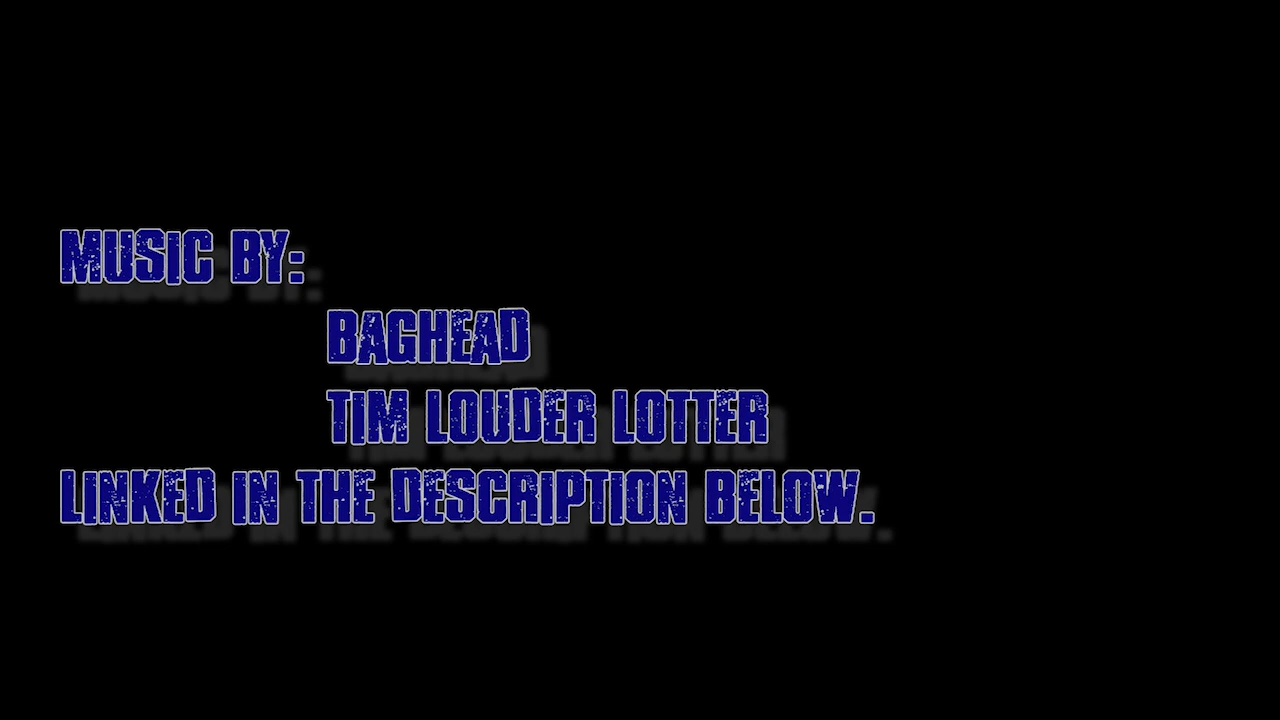 MUSIC BY:
BAGHEAD
TIM LOUDER LOTTER
LINKED IN THE DESCRIPTION BELOW.